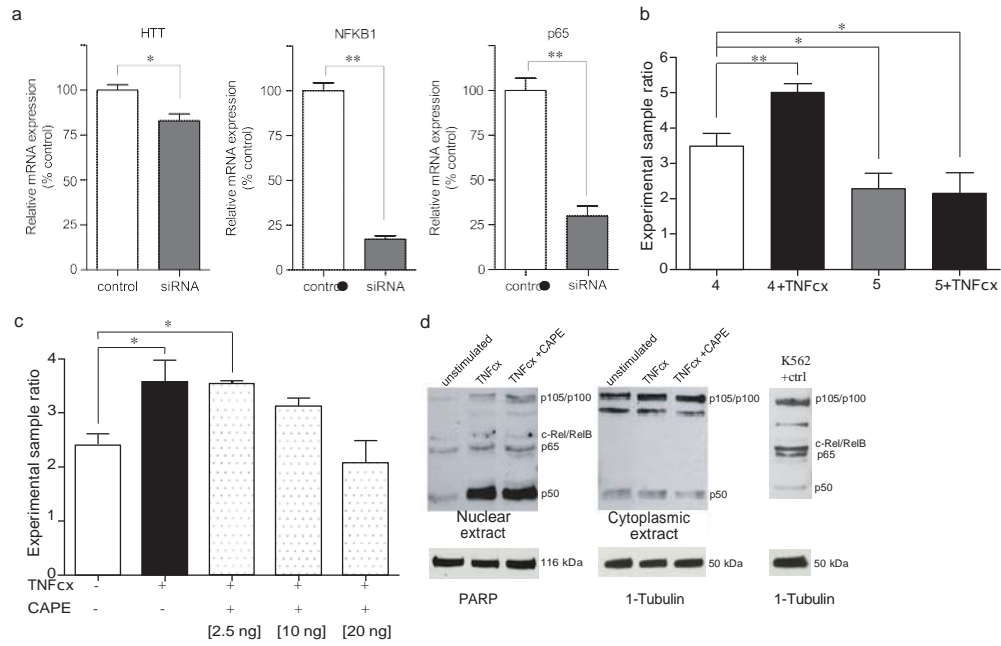 a
HTT
Relative mRNA expression
(% control)
*
100
75
50
25
0
control
siRNA
NFKB1
Relative mRNA expression
(% control)
**
100
75
50
25
0
contro
siRNA
p65
Relative mRNA expression
(% control)
**
100
75
50
25
0
contro
siRNA
b
Experimental sample ratio
*
*
**
6
5
4
3
2
1
0
4
4+TNFcx
5
5+TNFcx
c
Experimental sample ratio
*
*
4
3
2
1
0
TNFcx - + + + +
CAPE - - + + +
[2.5 ng] [10 ng] [20 ng]
d
unstimulated
TNFcx
TNFcx +CAPE
p105/p100
c-Rel/RelB
p65
p50
Nuclear
extract
116 kDa
PARP
unstimulated
TNFcx
TNFcx +CAPE
p105/p100
p50
Cytoplasmic
extract
50 kDa
1-Tubulin
K562
+ctrl
p105/p100
c-Rel/RelB
p65
p50
50 kDa
1-Tubulin